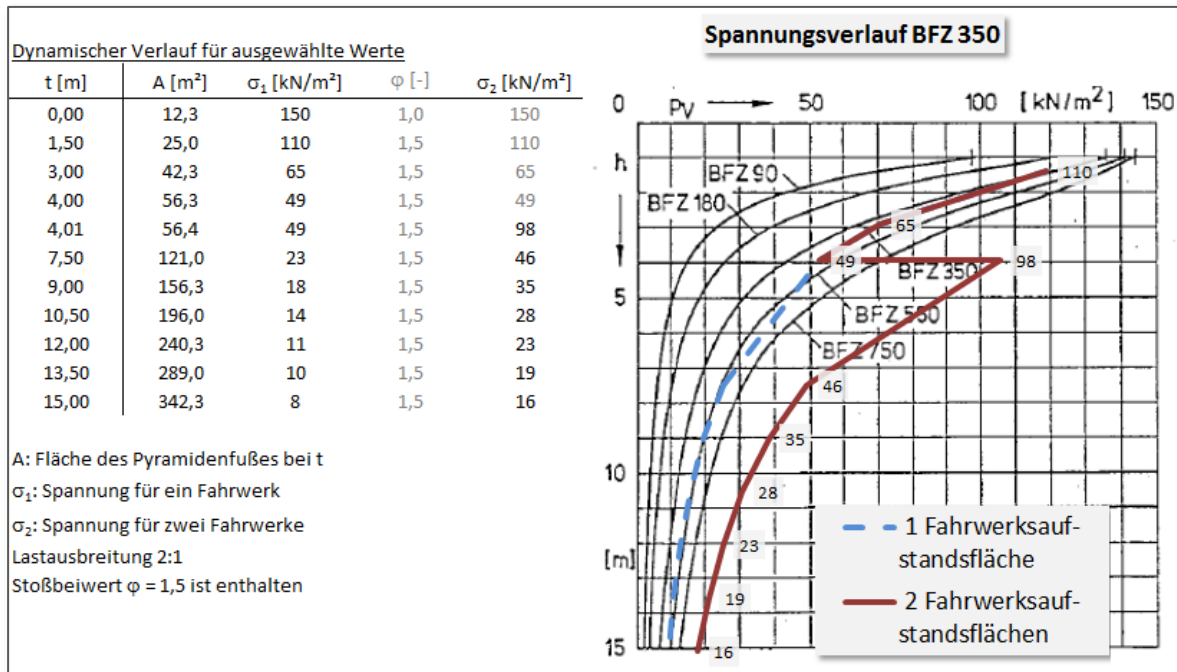 Spannungsverlauf BFZ 350
Dynamischer Verlauf für ausgewählte Werte
t [m] A [m²] σ₁ [kN/m²] φ [-] σ₂ [kN/m²]
0,00 12,3 150 1,0 150
1,50 25,0 110 1,5 110
3,00 42,3 65 1,5 65
4,00 56,3 49 1,5 49
4,01 56,4 49 1,5 98
7,50 121,0 23 1,5 46
9,00 156,3 18 1,5 35
10,50 196,0 14 1,5 28
12,00 240,3 11 1,5 23
13,50 289,0 10 1,5 19
15,00 342,3 8 1,5 16
A: Fläche des Pyramidenfußes bei t
σ₁: Spannung für ein Fahrwerk
σ₂: Spannung für zwei Fahrwerke
Lastausbreitung 2:1
Stoßbeiwert φ = 1,5 ist enthalten
0 Pv 50 100 [kN/m²] 150
h
BFZ 90
110
BFZ 180
65
49
BFZ 350
98
5
BFZ 550
BFZ 750
46
35
10
28
23
[m]
19
15
16
1 Fahrwerksauf-
standsfläche
2 Fahrwerksauf-
standsflächen